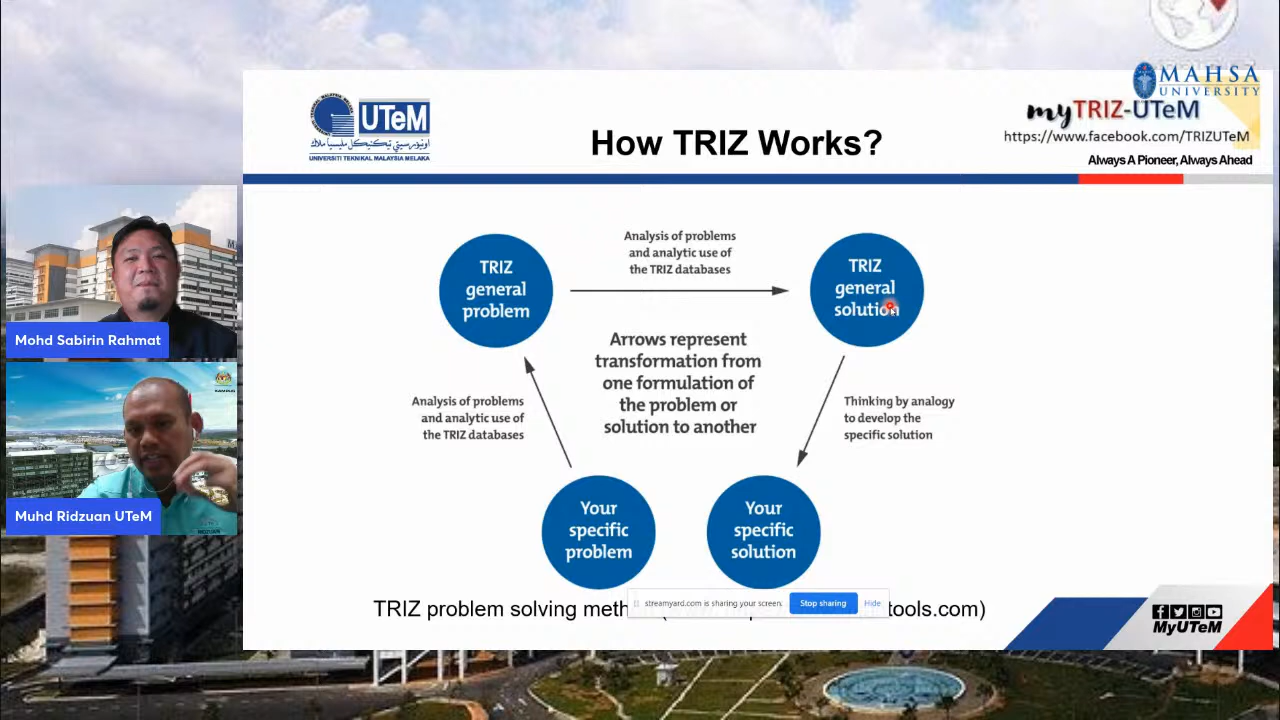 MAHSA
UNIVERSITY
UTeM
اونيۏرسيتي تيكنيكل مليسيا ملاك
UNIVERSITI TEKNIKAL MALAYSIA MELAKA
How TRIZ Works?
myTRIZ-UTeM
https://www.facebook.com/TRIZUTeM
Always A Pioneer, Always Ahead
TRIZ
general
problem
Analysis of problems
and analytic use of
the TRIZ databases
TRIZ
general
solution
Arrows represent
transformation from
one formulation of
the problem or
solution to another
Analysis of problems
and analytic use of
the TRIZ databases
Thinking by analogy
to develop the
specific solution
Your
specific
problem
Your
specific
solution
TRIZ problem solving meth
tools.com)
streamyard.com is sharing your screen.
Stop sharing
Hide
MyUTeM
Mohd Sabirin Rahmat
Muhd Ridzuan UTeM